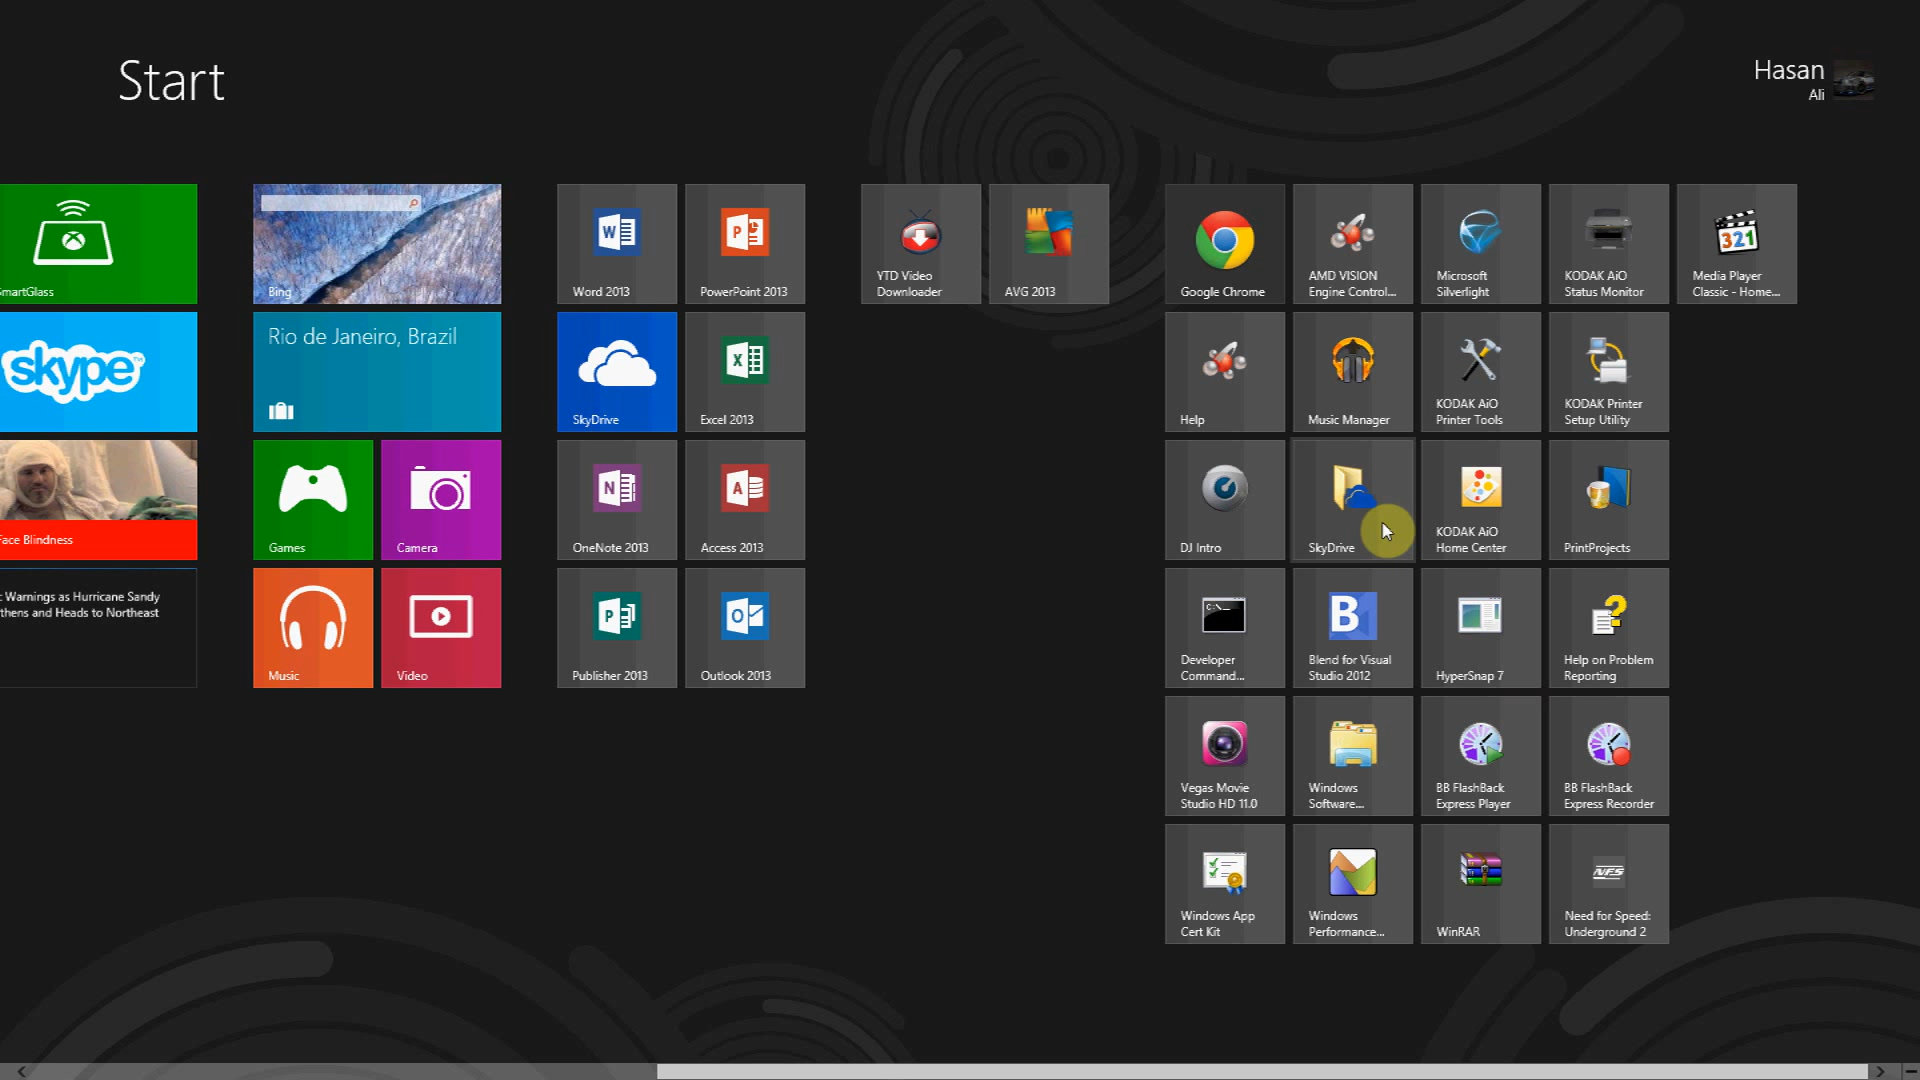 Start
Hasan
Ali
SmartGlass
skype
Face Blindness
Warnings as Hurricane Sandy
thens and Heads to Northeast
Bing
Rio de Janeiro, Brazil
Games
Camera
Music
Video
W
Word 2013
P
PowerPoint 2013
SkyDrive
X
Excel 2013
N
OneNote 2013
A
Access 2013
P
Publisher 2013
O
Outlook 2013
YTD Video
Downloader
AVG 2013
Google Chrome
AMD VISION
Engine Control...
Microsoft
Silverlight
KODAK AiO
Status Monitor
321
Media Player
Classic - Home...
Help
Music Manager
KODAK AiO
Printer Tools
KODAK Printer
Setup Utility
DJ Intro
SkyDrive
KODAK AiO
Home Center
PrintProjects
C:\_
Developer
Command...
B
Blend for Visual
Studio 2012
HyperSnap 7
?
Help on Problem
Reporting
Vegas Movie
Studio HD 11.0
Windows
Software...
BB FlashBack
Express Player
BB FlashBack
Express Recorder
Windows App
Cert Kit
Windows
Performance...
WinRAR
NFS
Need for Speed:
Underground 2